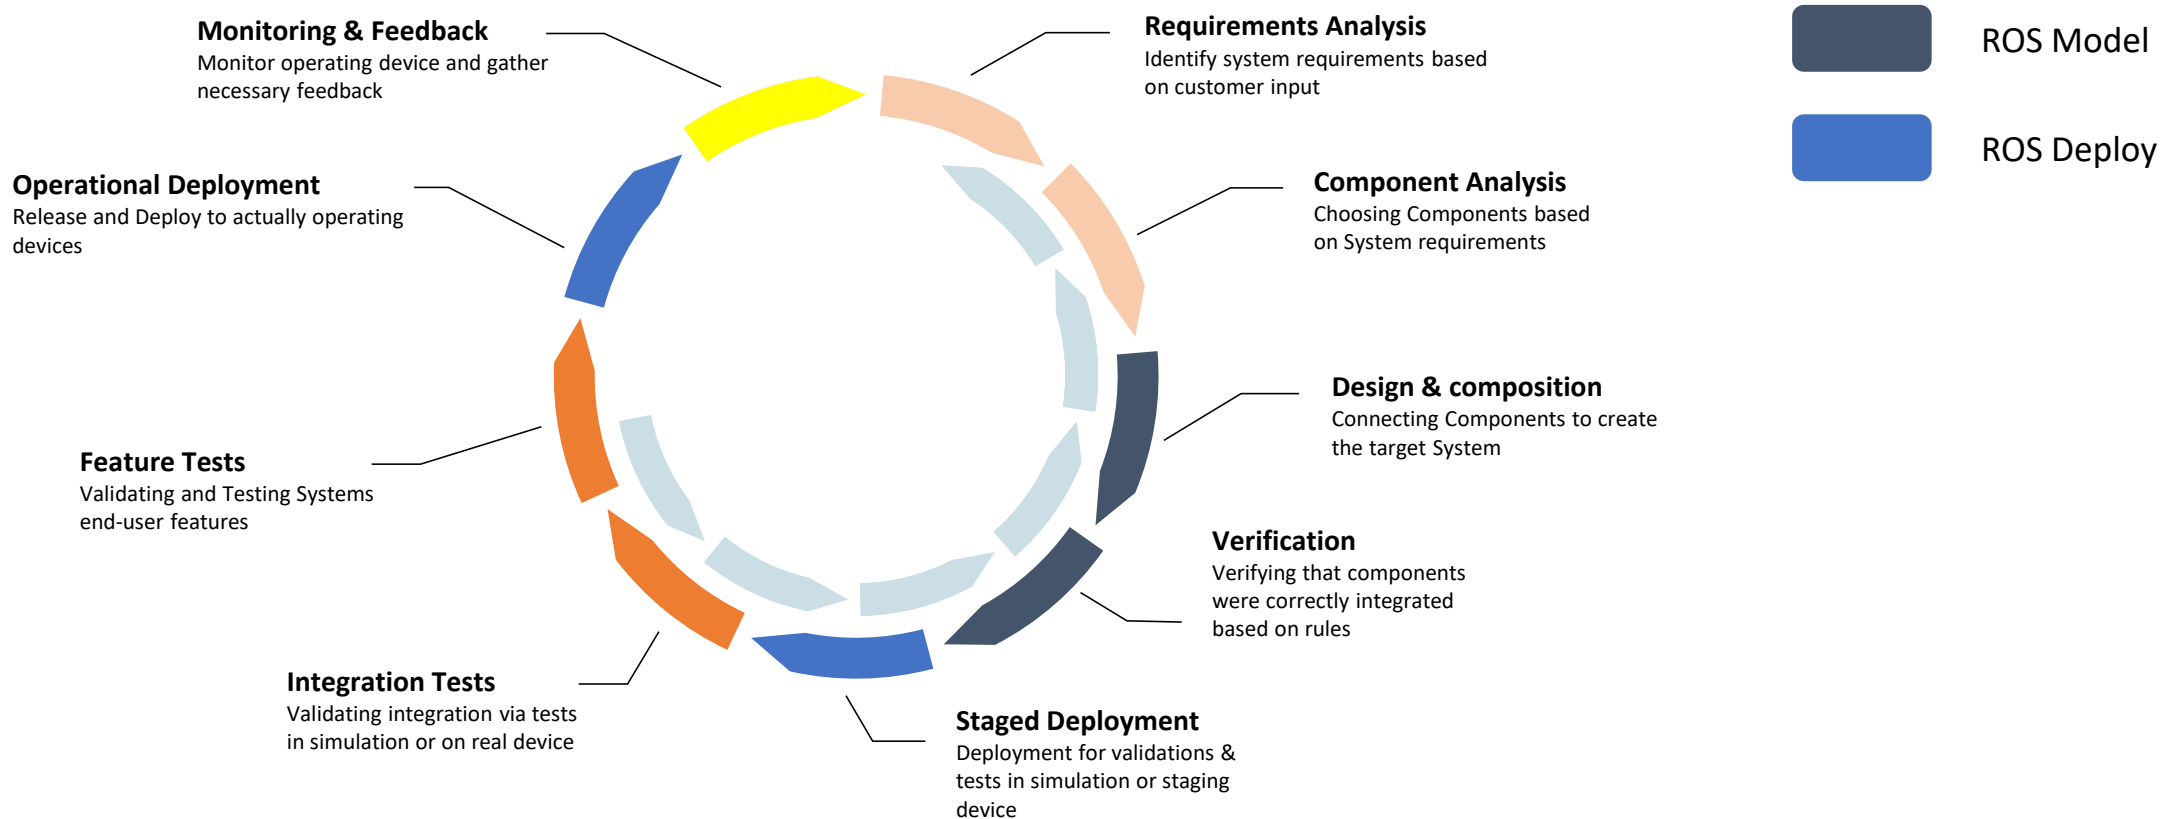 Monitoring & Feedback
Monitor operating device and gather
necessary feedback
Requirements Analysis
Identify system requirements based
on customer input
ROS Model
ROS Deploy
Operational Deployment
Release and Deploy to actually operating
devices
Component Analysis
Choosing Components based
on System requirements
Design & composition
Connecting Components to create
the target System
Feature Tests
Validating and Testing Systems
end-user features
Verification
Verifying that components
were correctly integrated
based on rules
Integration Tests
Validating integration via tests
in simulation or on real device
Staged Deployment
Deployment for validations &
tests in simulation or staging
device